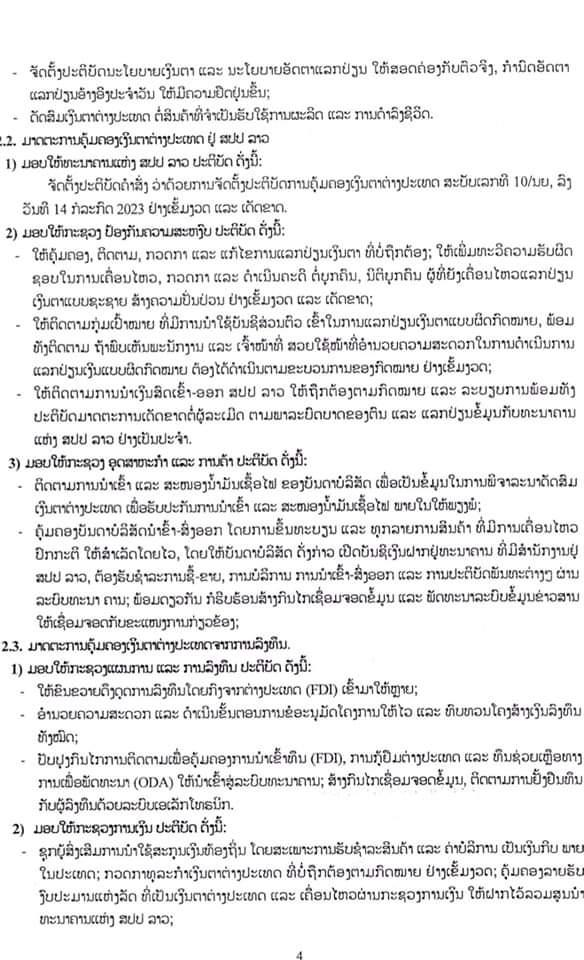 - ຈັດຕັ້ງປະຕິບັດນະໂຍບາຍເງິນຕາ ແລະ ນະໂຍບາຍອັດຕາແລກປ່ຽນ ໃຫ້ສອດຄ່ອງກັບຕົວຈິງ, ກຳນົດອັດຕາ
ແລກປ່ຽນອ້າງອີງປະຈຳວັນ ໃຫ້ມີຄວາມຢືດຢຸ່ນຂຶ້ນ;
- ດັດສົມເງິນຕາຕ່າງປະເທດ ຕໍ່ສິນຄ້າທີ່ຈຳເປັນຮັບໃຊ້ການຜະລິດ ແລະ ການດຳລົງຊີວິດ.
2.2. ມາດຕະການຄຸ້ມຄອງເງິນຕາຕ່າງປະເທດ ຢູ່ ສປປ ລາວ
1) ມອບໃຫ້ທະນາຄານແຫ່ງ ສປປ ລາວ ປະຕິບັດ ດັ່ງນີ້:
ຈັດຕັ້ງປະຕິບັດຄຳສັ່ງ ວ່າດ້ວຍການຈັດຕັ້ງປະຕິບັດການຄຸ້ມຄອງເງິນຕາຕ່າງປະເທດ ສະບັບເລກທີ 10/ນຍ, ລົງ
ວັນທີ 14 ກໍລະກົດ 2023 ຢ່າງເຂັ້ມງວດ ແລະ ເດັດຂາດ.
2) ມອບໃຫ້ກະຊວງ ປ້ອງກັນຄວາມສະຫງົບ ປະຕິບັດ ດັ່ງນີ້:
- ໃຫ້ຄຸ້ມຄອງ, ຕິດຕາມ, ກວດກາ ແລະ ແກ້ໄຂການແລກປ່ຽນເງິນຕາ ທີ່ບໍ່ຖືກຕ້ອງ; ໃຫ້ເພີ່ມທະວີຄວາມຮັບຜິດ
ຊອບໃນການເຄື່ອນໄຫວ, ກວດກາ ແລະ ດຳເນີນຄະດີ ຕໍ່ບຸກຄົນ, ນິຕິບຸກຄົນ ຜູ້ທີ່ຍັງເຄື່ອນໄຫວແລກປ່ຽນ
ເງິນຕາແບບຊະຊາຍ ສ້າງຄວາມປັ່ນປ່ວນ ຢ່າງເຂັ້ມງວດ ແລະ ເດັດຂາດ;
- ໃຫ້ຕິດຕາມກຸ່ມເປົ້າໝາຍ ທີ່ມີການນຳໃຊ້ບັນຊີສ່ວນຕົວ ເຂົ້າໃນການແລກປ່ຽນເງິນຕາແບບຜິດກົດໝາຍ, ພ້ອມ
ທັງຕິດຕາມ ຖ້າພົບເຫັນພະນັກງານ ແລະ ເຈົ້າໜ້າທີ່ ສວຍໃຊ້ໜ້າທີ່ອຳນວຍຄວາມສະດວກໃນການດຳເນີນການ
ແລກປ່ຽນເງິນແບບຜິດກົດໝາຍ ຕ້ອງໄດ້ດຳເນີນຕາມຂະບວນການຂອງກົດໝາຍ ຢ່າງເຂັ້ມງວດ;
- ໃຫ້ຕິດຕາມການນຳເງິນສົດເຂົ້າ-ອອກ ສປປ ລາວ ໃຫ້ຖືກຕ້ອງຕາມກົດໝາຍ ແລະ ລະບຽບການພ້ອມທັງ
ປະຕິບັດມາດຕະການເດັດຂາດຕໍ່ຜູ້ລະເມີດ ຕາມພາລະບົດບາດຂອງຕົນ ແລະ ແລກປ່ຽນຂໍ້ມູນກັບທະນາຄານ
ແຫ່ງ ສປປ ລາວ ຢ່າງເປັນປະຈຳ.
3) ມອບໃຫ້ກະຊວງ ອຸດສາຫະກຳ ແລະ ການຄ້າ ປະຕິບັດ ດັ່ງນີ້:
- ຕິດຕາມການນຳເຂົ້າ ແລະ ສະໜອງນ້ຳມັນເຊື້ອໄຟ ຂອງບັນດາບໍລິສັດ ເພື່ອເປັນຂໍ້ມູນໃນການພິຈາລະນາດັດສົມ
ເງິນຕາຕ່າງປະເທດ ເພື່ອຮັບປະກັນການນຳເຂົ້າ ແລະ ສະໜອງນ້ຳມັນເຊື້ອໄຟ ພາຍໃນໃຫ້ພຽງພໍ;
- ຄຸ້ມຄອງບັນດາບໍລິສັດນຳເຂົ້າ-ສົ່ງອອກ ໂດຍການຂຶ້ນທະບຽນ ແລະ ທຸກລາຍການສິນຄ້າ ທີ່ມີການເຄື່ອນໄຫວ
ປົກກະຕິ ໃຫ້ສຳເລັດໂດຍໄວ, ໂດຍໃຫ້ບັນດາບໍລິສັດ ດັ່ງກ່າວ ເປີດບັນຊີເງິນຝາກຢູ່ທະນາຄານ ທີ່ມີສຳນັກງານຢູ່
ສປປ ລາວ, ຕ້ອງຮັບຊຳລະການຊື້-ຂາຍ, ການບໍລິການ ການນຳເຂົ້າ-ສົ່ງອອກ ແລະ ການປະຕິບັດພັນທະຕ່າງໆ ຜ່ານ
ລະບົບທະນາ ຄານ; ພ້ອມດຽວກັນ ກໍຮີບຮ້ອນສ້າງກົນໄກເຊື່ອມຈອດຂໍ້ມູນ ແລະ ພັດທະນາລະບົບຂໍ້ມູນຂ່າວສານ
ໃຫ້ເຊື່ອມຈອດກັບຂະແໜງການກ່ຽວຂ້ອງ;
2.3. ມາດຕະການຄຸ້ມຄອງເງິນຕາຕ່າງປະເທດຈາກການລົງທຶນ.
1) ມອບໃຫ້ກະຊວງແຜນການ ແລະ ການລົງທຶນ ປະຕິບັດ ດັ່ງນີ້:
- ໃຫ້ຂົນຂວາຍດຶງດູດການລົງທຶນໂດຍກົງຈາກຕ່າງປະເທດ (FDI) ເຂົ້າມາໃຫ້ຫຼາຍ;
- ອຳນວຍຄວາມສະດວກ ແລະ ດຳເນີນຂັ້ນຕອນການຂໍອະນຸມັດໂຄງການໃຫ້ໄວ ແລະ ທົບທວນໂຄງສ້າງເງິນລົງທຶນ
ທັງໝົດ;
- ປັບປຸງກົນໄກການຕິດຕາມເພື່ອຄຸ້ມຄອງການນຳເຂົ້າທຶນ (FDI), ການກູ້ຢືມຕ່າງປະເທດ ແລະ ທຶນຊ່ວຍເຫຼືອທາງ
ການເພື່ອພັດທະນາ (ODA) ໃຫ້ນຳເຂົ້າສູ່ລະບົບທະນາຄານ; ສ້າງກົນໄກເຊື່ອມຈອດຂໍ້ມູນ, ຕິດຕາມການຢັ້ງຢືນທຶນ
ກັບຜູ້ລົງທຶນດ້ວຍລະບົບເອເລັກໂທຣນິກ.
2) ມອບໃຫ້ກະຊວງການເງິນ ປະຕິບັດ ດັ່ງນີ້:
- ຊຸກຍູ້ສົ່ງເສີມການນຳໃຊ້ສະກຸນເງິນທ້ອງຖິ່ນ ໂດຍສະເພາະການຮັບຊຳລະສິນຄ້າ ແລະ ຄ່າບໍລິການ ເປັນເງິນກີບ ພາຍ
ໃນປະເທດ; ກວດກາທຸລະກຳເງິນຕາຕ່າງປະເທດ ທີ່ບໍ່ຖືກຕ້ອງຕາມກົດໝາຍ ຢ່າງເຂັ້ມງວດ; ຄຸ້ມຄອງລາຍຮັບ
ງົບປະມານແຫ່ງລັດ ທີ່ເປັນເງິນຕາຕ່າງປະເທດ ແລະ ເຄື່ອນໄຫວຜ່ານກະຊວງການເງິນ ໃຫ້ຝາກໄວ້ລວມສູນນຳ
ທະນາຄານແຫ່ງ ສປປ ລາວ;
4